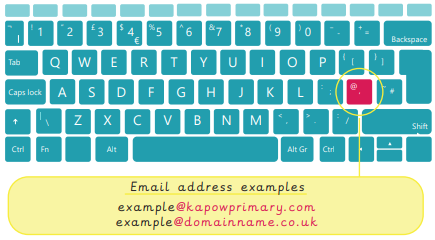 ¬ | ! 1 " 2 £ 3 $ 4 € % 5 ^ 6 & 7 * 8 ( 9 ) 0 - + = Backspace
Tab Q W E R T Y U I O P { [ } ]
Caps lock A S D F G H J K L : ; @ ' ~ #
| \ Z X C V B N M < , > . ? / Shift
Ctrl Fn Alt Alt Gr Ctrl
Email address examples
example@kapowprimary.com
example@domainname.co.uk